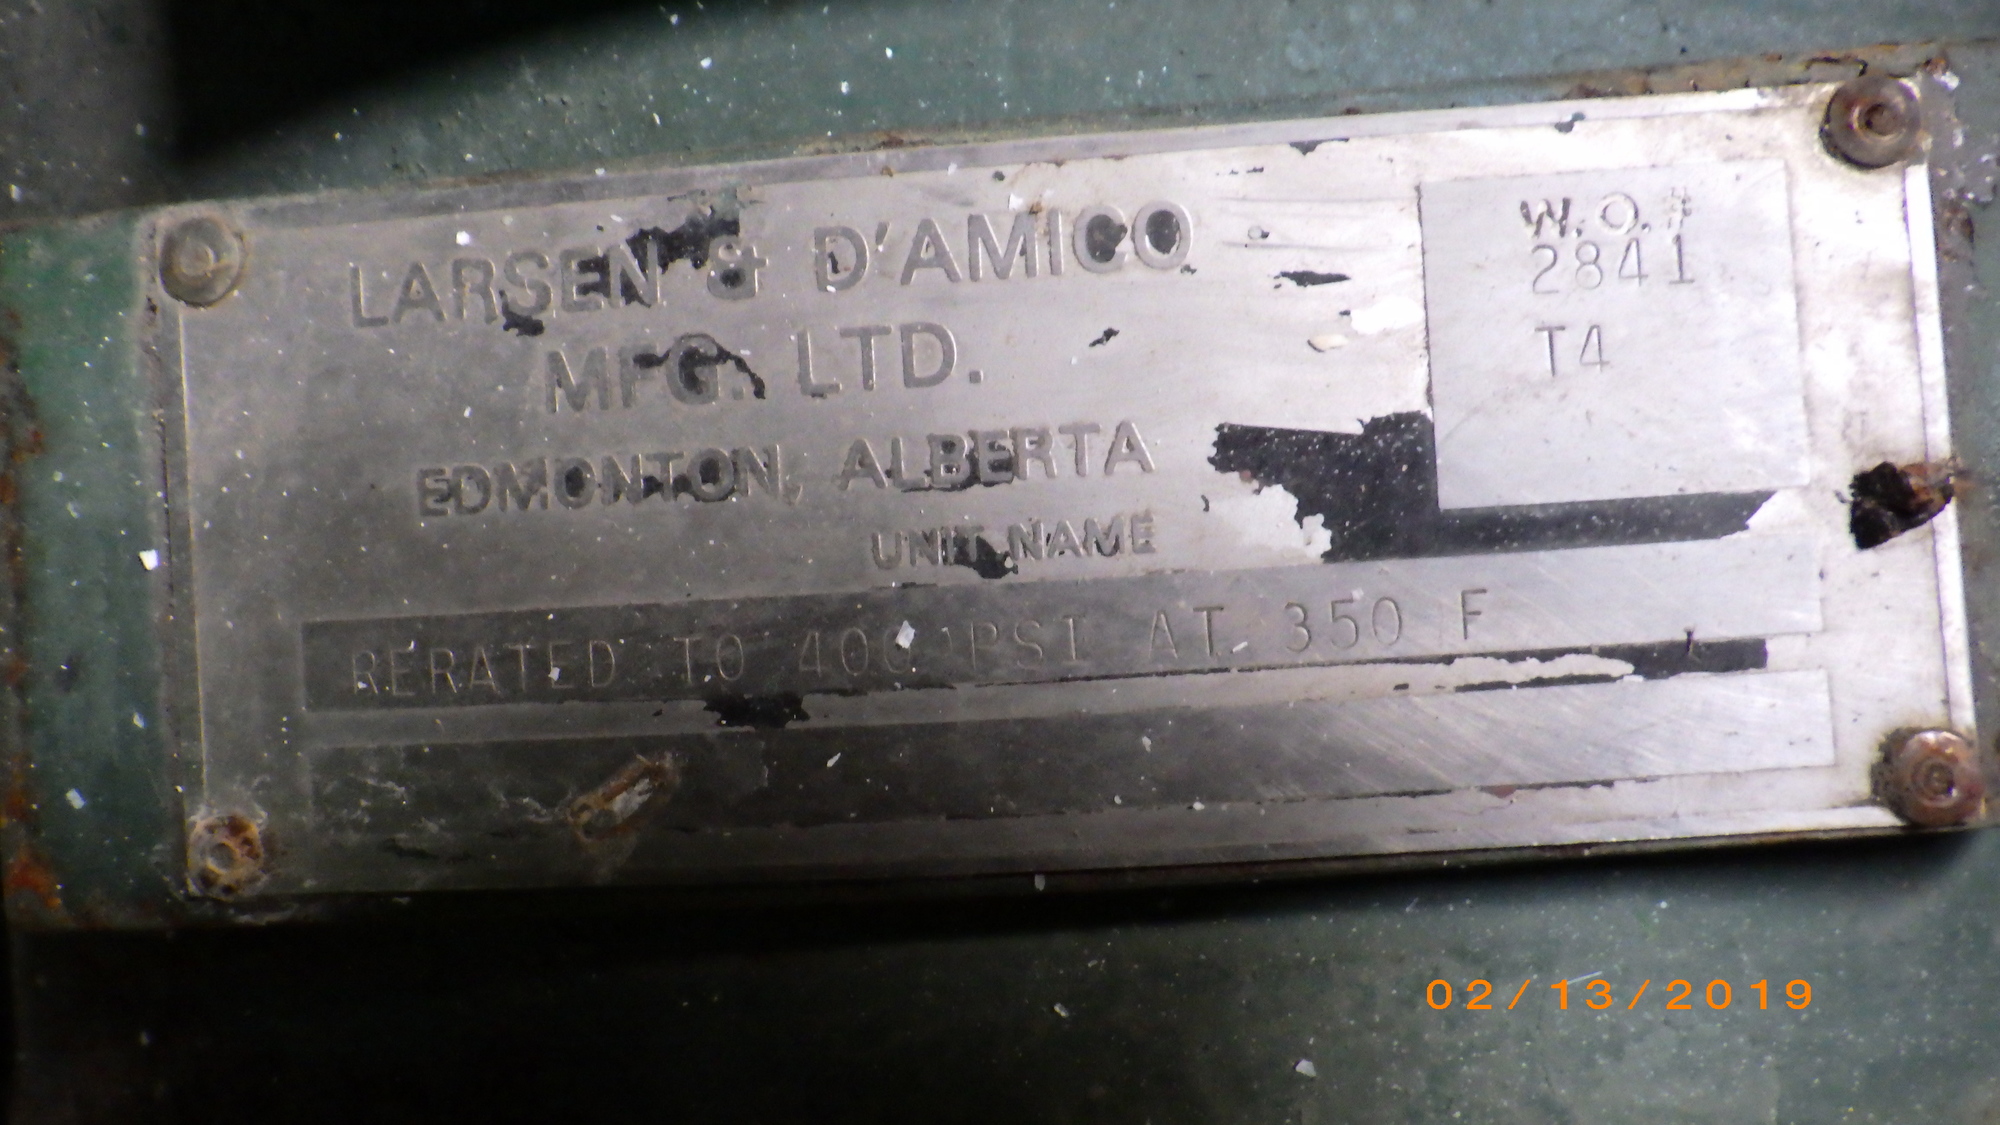 LARSEN & D'AMICO
MFG. LTD.
EDMONTON, ALBERTA
W.O.#
2841
T4
UNIT NAME
RERATED TO 400 PSI AT 350 F
02/13/2019